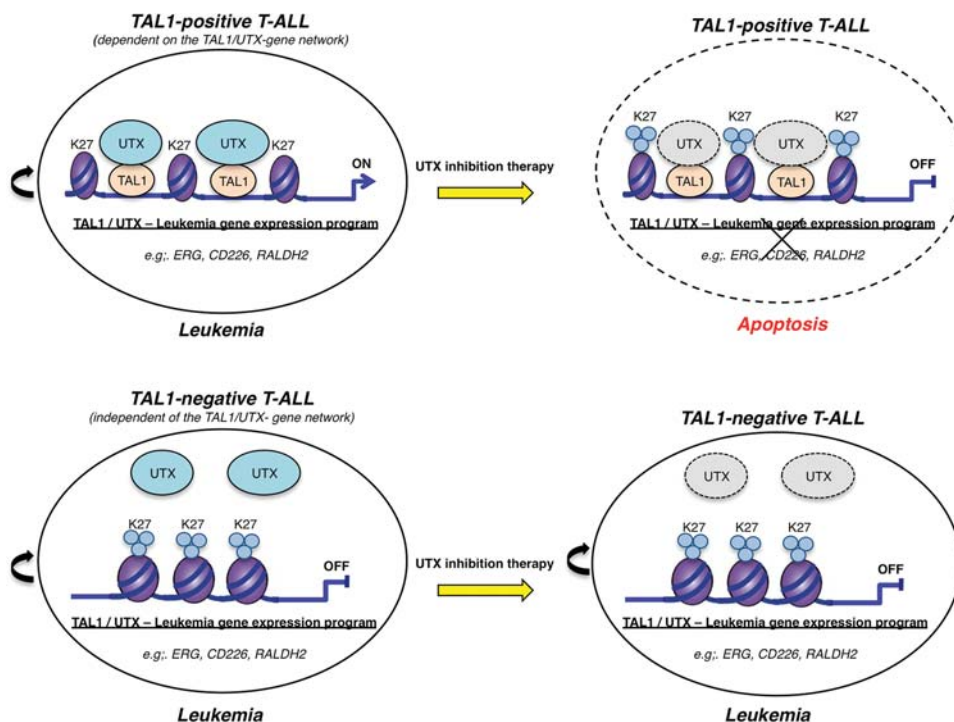 TAL1-positive T-ALL
(dependent on the TAL1/UTX-gene network)
K27
UTX
K27
UTX
K27
TAL1
TAL1
ON
TAL1 / UTX – Leukemia gene expression program
e.g;. ERG, CD226, RALDH2
Leukemia
UTX inhibition therapy
TAL1-positive T-ALL
K27
UTX
K27
UTX
K27
TAL1
TAL1
OFF
TAL1 / UTX – Leukemia gene expression program
e.g;. ERG, CD226, RALDH2
Apoptosis
TAL1-negative T-ALL
(independent of the TAL1/UTX- gene network)
UTX
UTX
K27
K27
K27
OFF
TAL1 / UTX – Leukemia gene expression program
e.g;. ERG, CD226, RALDH2
Leukemia
UTX inhibition therapy
TAL1-negative T-ALL
UTX
UTX
K27
K27
K27
OFF
TAL1 / UTX – Leukemia gene expression program
e.g;. ERG, CD226, RALDH2
Leukemia